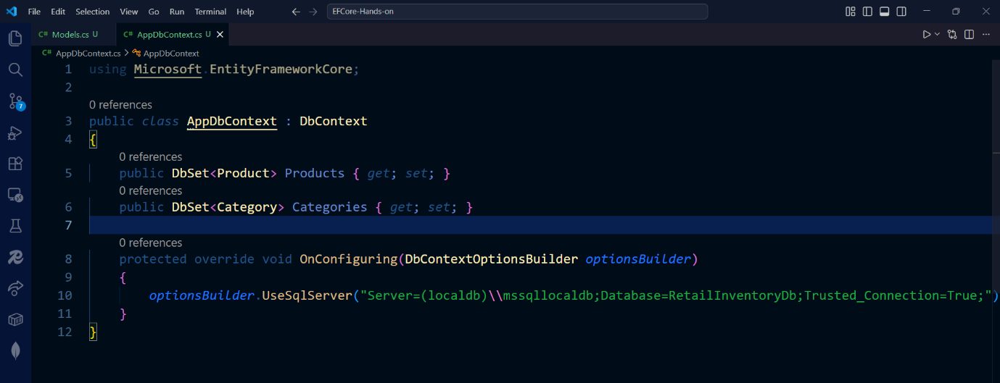 File Edit Selection View Go Run Terminal Help EFCore-Hands-on
C# Models.cs U C# AppDbContext.cs U
C# AppDbContext.cs > AppDbContext
1 using Microsoft.EntityFrameworkCore;
2
0 references
3 public class AppDbContext : DbContext
4 {
0 references
5 public DbSet<Product> Products { get; set; }
0 references
6 public DbSet<Category> Categories { get; set; }
7
0 references
8 protected override void OnConfiguring(DbContextOptionsBuilder optionsBuilder)
9 {
7
10 optionsBuilder.UseSqlServer("Server=(localdb)\\mssqllocaldb;Database=RetailInventoryDb;Trusted_Connection=True;")
11 }
12 }